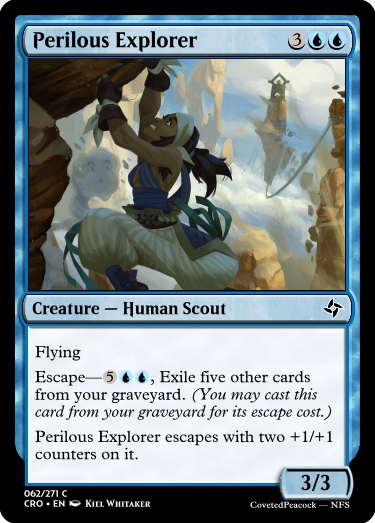 Perilous Explorer 3UU
Creature — Human Scout
Flying
Escape—5UU, Exile five other cards
from your graveyard. (You may cast this
card from your graveyard for its escape cost.)
Perilous Explorer escapes with two +1/+1
counters on it.
3/3
062/271 C
CRO • EN Kiel Whitaker
CovetedPeacock — NFS